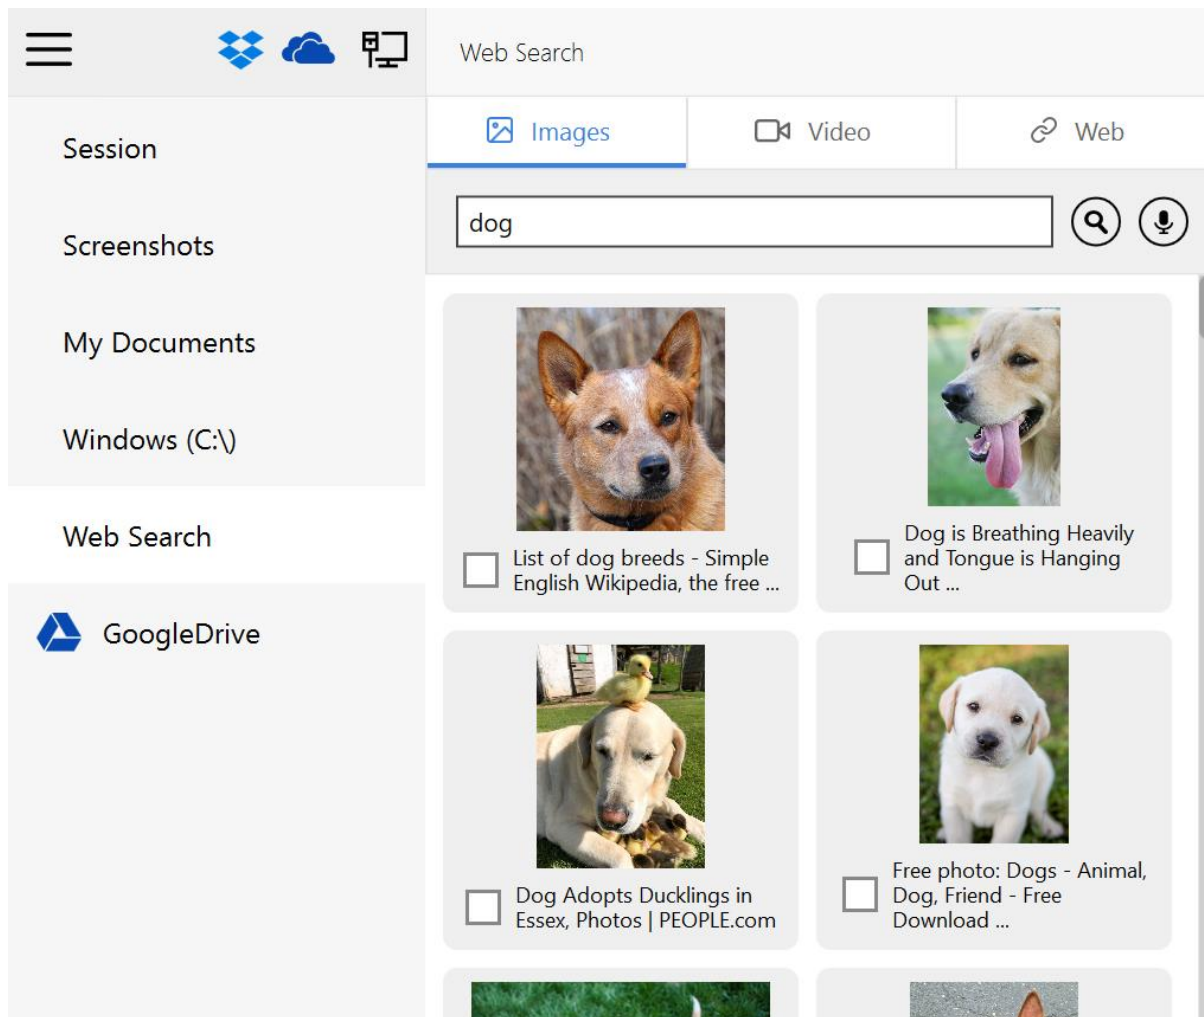 Web Search
Session
Screenshots
My Documents
Windows (C:\)
Web Search
GoogleDrive
Images
Video
Web
dog
List of dog breeds - Simple
English Wikipedia, the free ...
Dog is Breathing Heavily
and Tongue is Hanging
Out ...
Dog Adopts Ducklings in
Essex, Photos | PEOPLE.com
Free photo: Dogs - Animal,
Dog, Friend - Free
Download ...